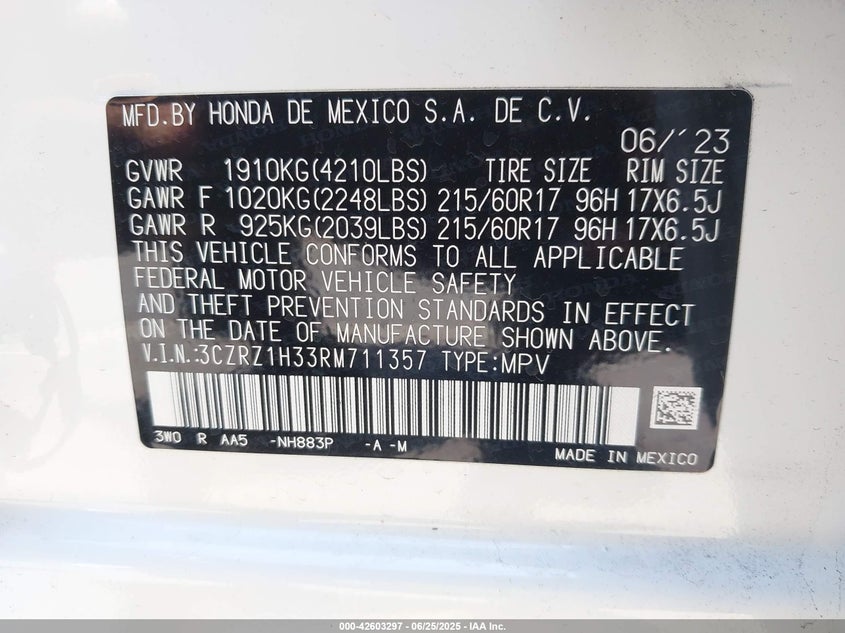 MFD.BY HONDA DE MEXICO S.A. DE C.V.
06/´23
GVWR 1910KG(4210LBS) TIRE SIZE RIM SIZE
GAWR F 1020KG(2248LBS) 215/60R17 96H 17X6.5J
GAWR R 925KG(2039LBS) 215/60R17 96H 17X6.5J
THIS VEHICLE CONFORMS TO ALL APPLICABLE
FEDERAL MOTOR VEHICLE SAFETY
AND THEFT PREVENTION STANDARDS IN EFFECT
ON THE DATE OF MANUFACTURE SHOWN ABOVE.
V.I.N.:3CZRZ1H33RM711357 TYPE:MPV
3W0 R AA5 -NH883P -A -M
MADE IN MEXICO
000-42603297 - 06/25/2025 - IAA Inc.